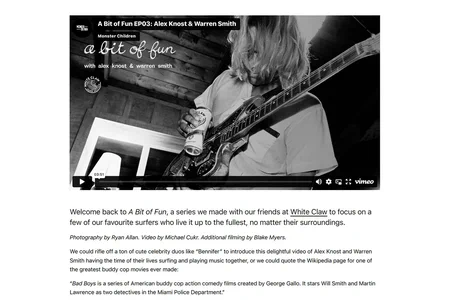 A Bit of Fun EP03: Alex Knost & Warren Smith
Monster Children
a bit of fun
with alex knost & warren smith
vimeo
Welcome back to A Bit of Fun, a series we made with our friends at White Claw to focus on a
few of our favourite surfers who live it up to the fullest, no matter their surroundings.
Photography by Ryan Allan. Video by Michael Cukr. Additional filming by Blake Myers.
We could riffle off a ton of cute celebrity duos like "Bennifer" to introduce this delightful video of Alex Knost and Warren
Smith having the time of their lives surfing and playing music together, or we could quote the Wikipedia page for one of
the greatest buddy cop movies ever made:
"Bad Boys is a series of American buddy cop action comedy films created by George Gallo. It stars Will Smith and Martin
Lawrence as two detectives in the Miami Police Department."